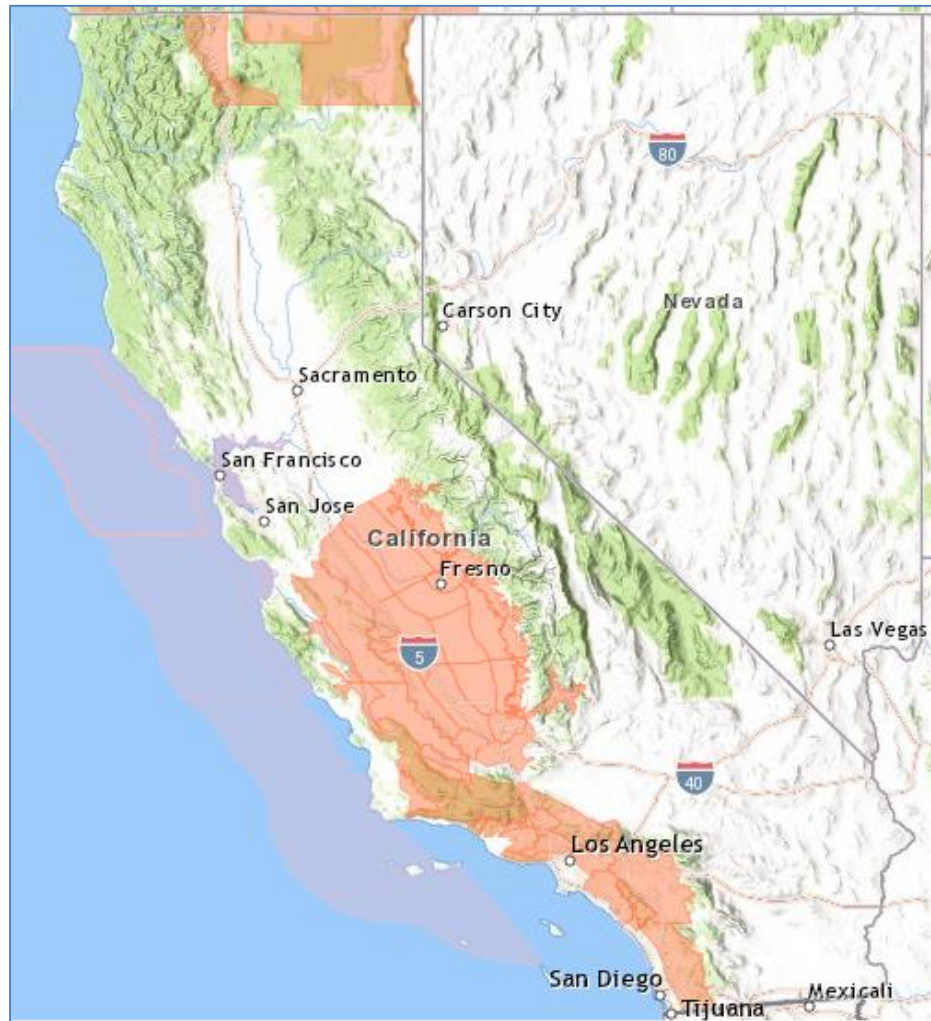 80
Carson City
Nevada
Sacramento
San Francisco
San Jose
California
Fresno
5
Las Vegas
40
Los Angeles
San Diego
Mexicali
Tijuana